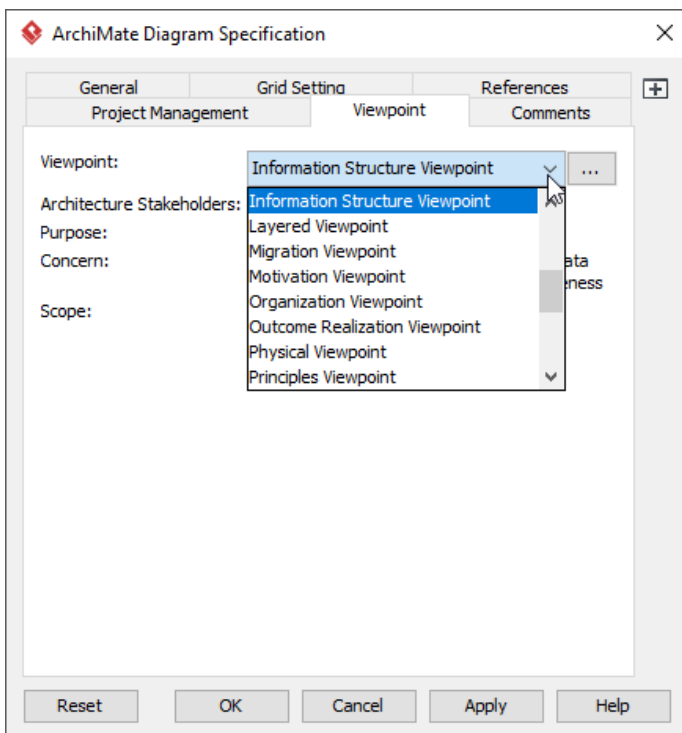 ArchiMate Diagram Specification
General Grid Setting References
Project Management Viewpoint Comments
Viewpoint: Information Structure Viewpoint ...
Architecture Stakeholders: Information Structure Viewpoint
Purpose: Layered Viewpoint
Concern: Migration Viewpoint
Motivation Viewpoint
Organization Viewpoint
Scope: Outcome Realization Viewpoint
Physical Viewpoint
Principles Viewpoint
Reset OK Cancel Apply Help